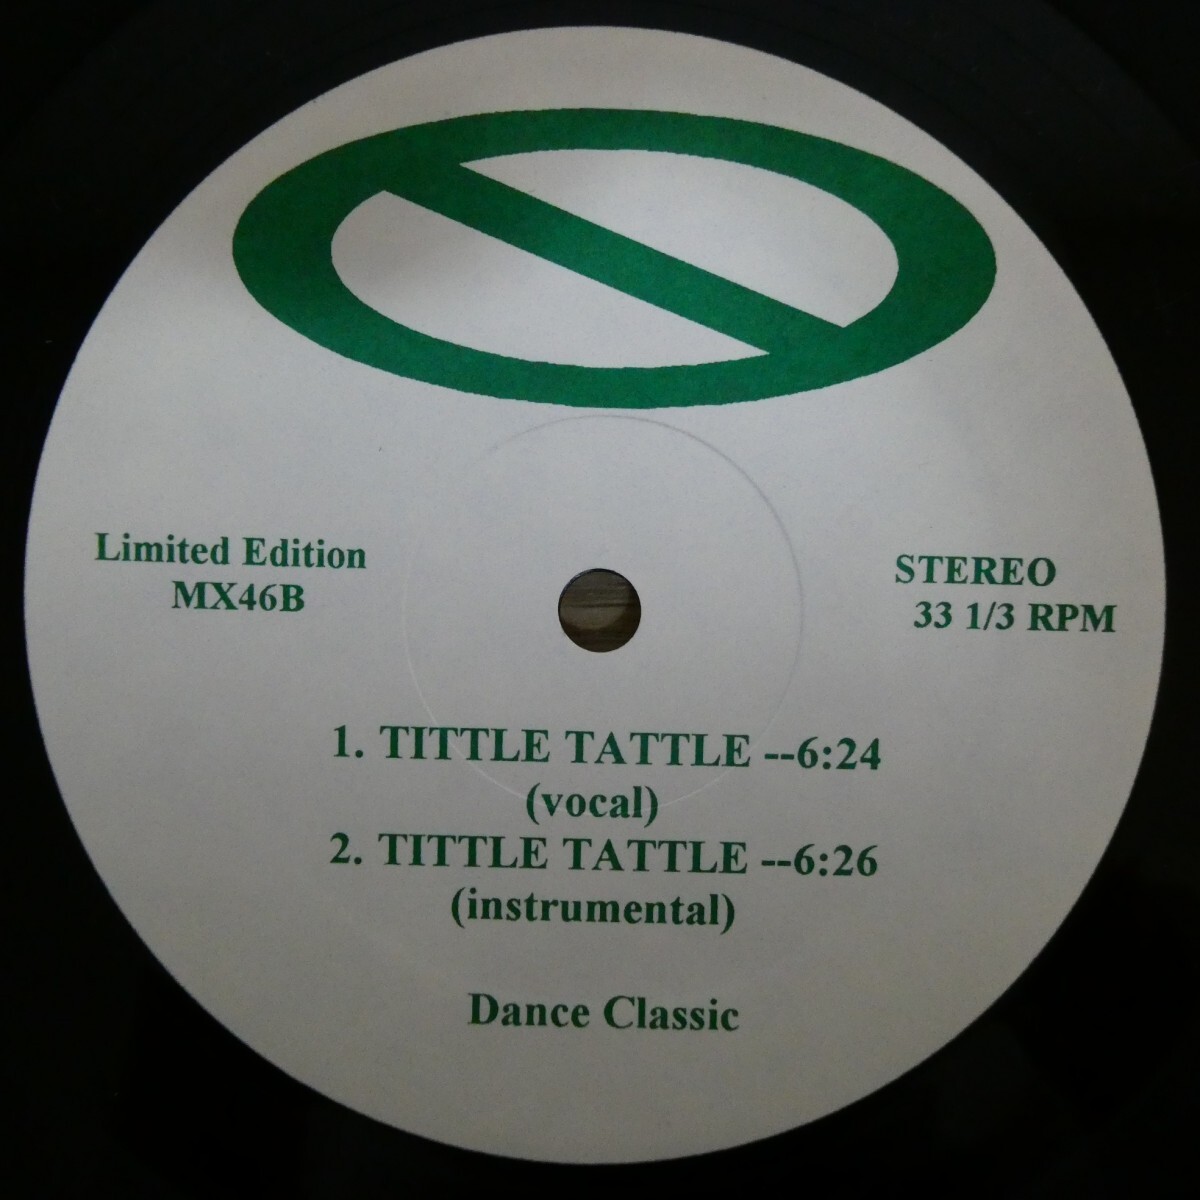 Limited Edition
MX46B
STEREO
33 1/3 RPM
1. TITTLE TATTLE --6:24
(vocal)
2. TITTLE TATTLE --6:26
(instrumental)
Dance Classic